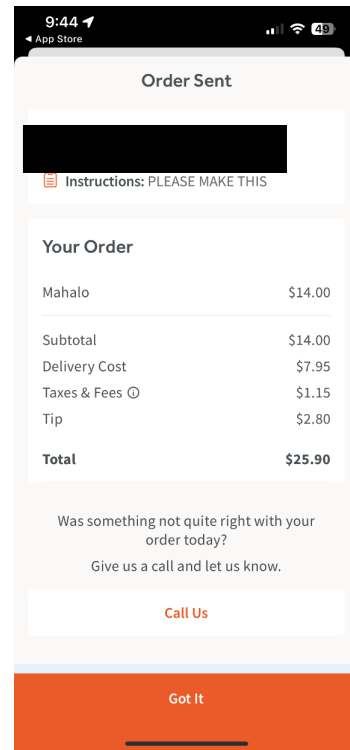 9:44
49
◀ App Store
Order Sent
Instructions: PLEASE MAKE THIS
Your Order
Mahalo $14.00
Subtotal $14.00
Delivery Cost $7.95
Taxes & Fees ⓘ $1.15
Tip $2.80
Total $25.90
Was something not quite right with your
order today?
Give us a call and let us know.
Call Us
Got It